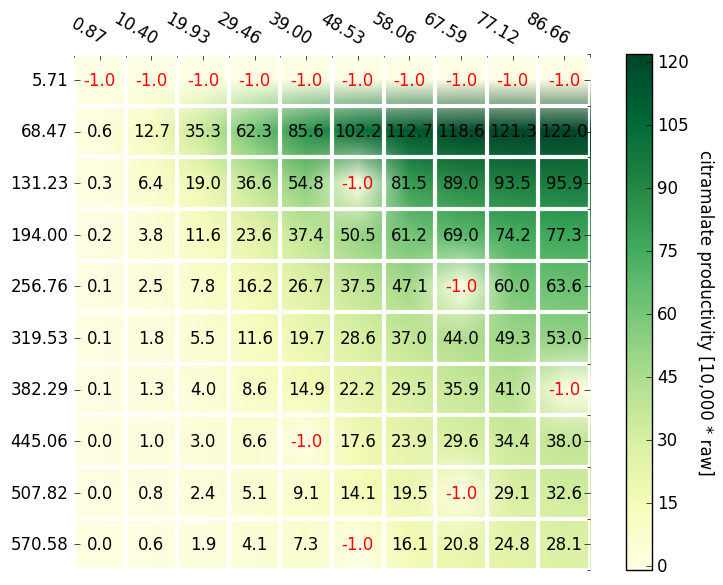 0.87 10.40 19.93 29.46 39.00 48.53 58.06 67.59 77.12 86.66
5.71 -1.0 -1.0 -1.0 -1.0 -1.0 -1.0 -1.0 -1.0 -1.0 -1.0
68.47 0.6 12.7 35.3 62.3 85.6 102.2 112.7 118.6 121.3 122.0
131.23 0.3 6.4 19.0 36.6 54.8 -1.0 81.5 89.0 93.5 95.9
194.00 0.2 3.8 11.6 23.6 37.4 50.5 61.2 69.0 74.2 77.3
256.76 0.1 2.5 7.8 16.2 26.7 37.5 47.1 -1.0 60.0 63.6
319.53 0.1 1.8 5.5 11.6 19.7 28.6 37.0 44.0 49.3 53.0
382.29 0.1 1.3 4.0 8.6 14.9 22.2 29.5 35.9 41.0 -1.0
445.06 0.0 1.0 3.0 6.6 -1.0 17.6 23.9 29.6 34.4 38.0
507.82 0.0 0.8 2.4 5.1 9.1 14.1 19.5 -1.0 29.1 32.6
570.58 0.0 0.6 1.9 4.1 7.3 -1.0 16.1 20.8 24.8 28.1
120
105
90
75
60
45
30
15
0
citramalate productivity [10,000 * raw]